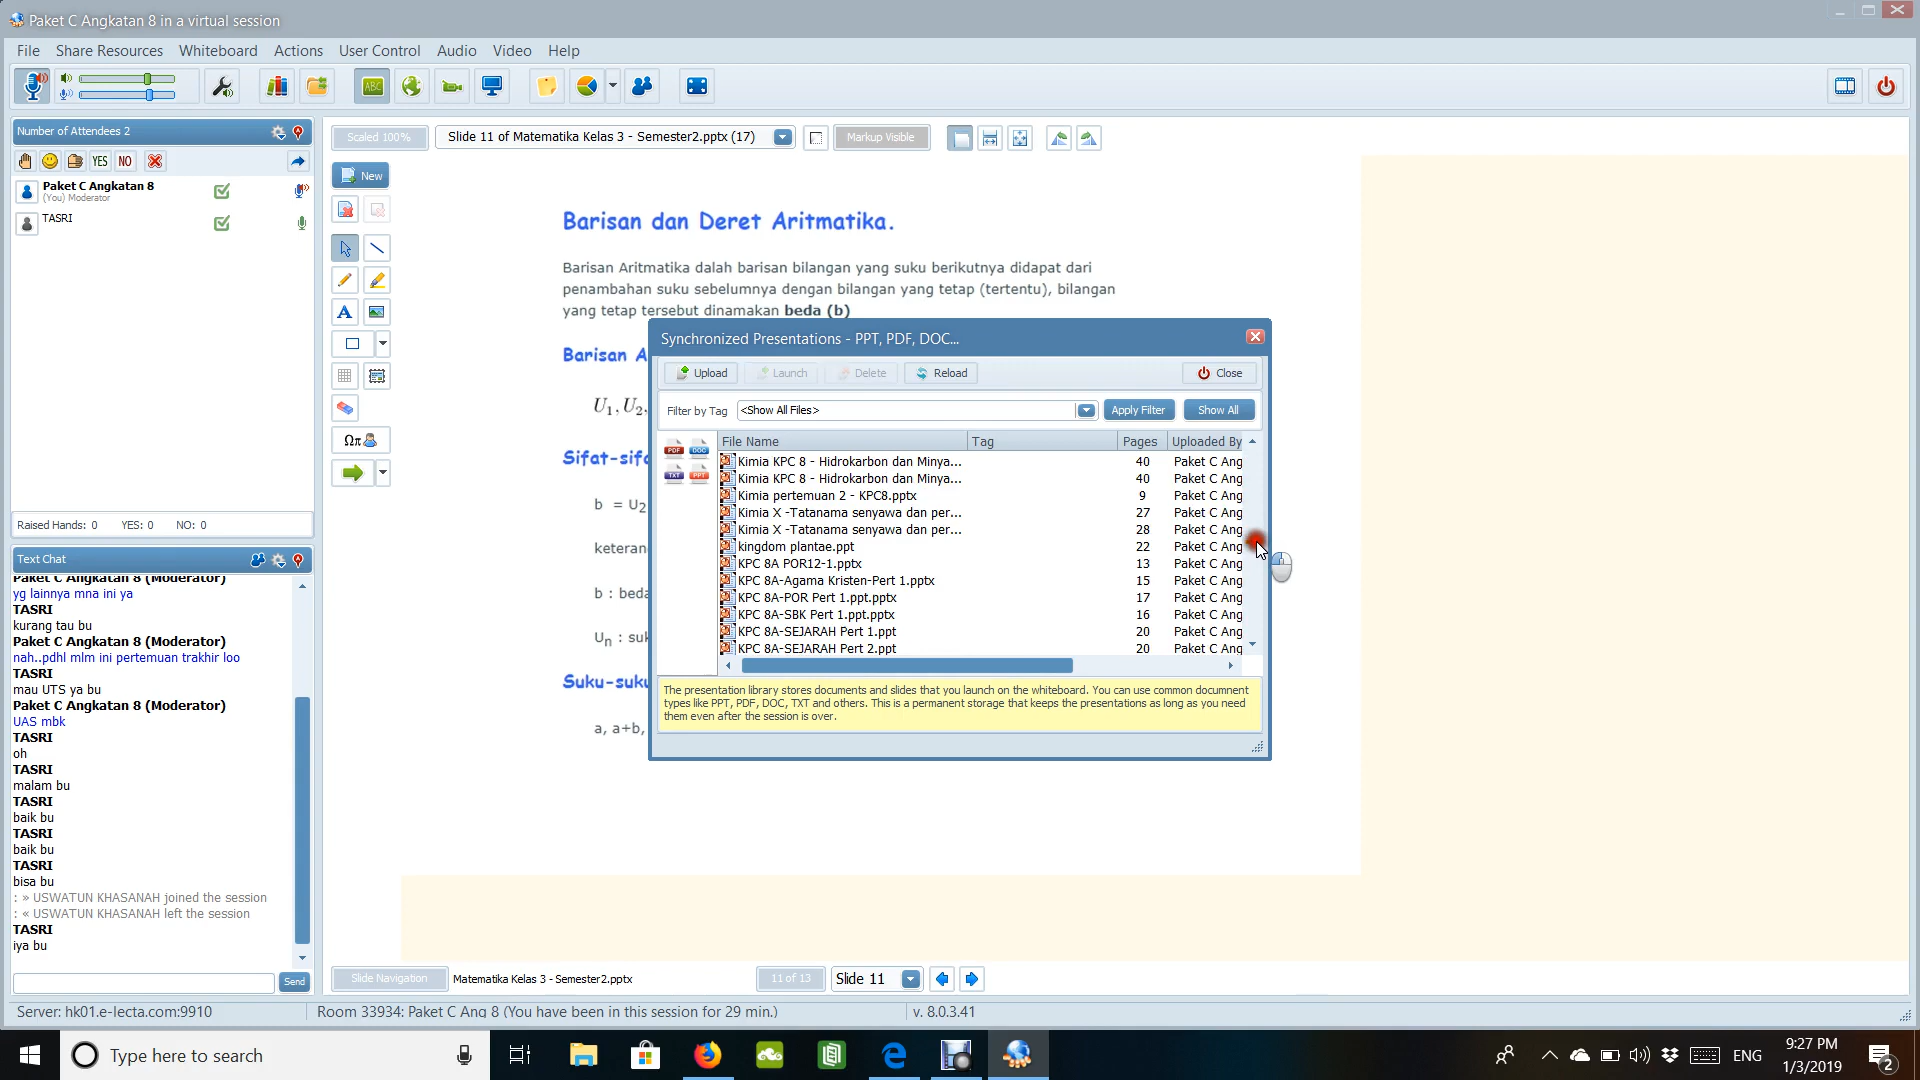 Paket C Angkatan 8 in a virtual session
File Share Resources Whiteboard Actions User Control Audio Video Help
ABC
Number of Attendees 2
YES NO
Paket C Angkatan 8
(You) Moderator
TASRI
Raised Hands: 0 YES: 0 NO: 0
Text Chat
Paket C Angkatan 8 (Moderator)
yg lainnya mna ini ya
TASRI
kurang tau bu
Paket C Angkatan 8 (Moderator)
nah..pdhl mlm ini pertemuan trakhir loo
TASRI
mau UTS ya bu
Paket C Angkatan 8 (Moderator)
UAS mbk
TASRI
oh
TASRI
malam bu
TASRI
baik bu
TASRI
baik bu
TASRI
bisa bu
: » USWATUN KHASANAH joined the session
: « USWATUN KHASANAH left the session
TASRI
iya bu
Send
Scaled 100%
Slide 11 of Matematika Kelas 3 - Semester2.pptx (17)
Markup Visible
New
A
Ωπ
Barisan dan Deret Aritmatika.
Barisan Aritmatika dalah barisan bilangan yang suku berikutnya didapat dari
penambahan suku sebelumnya dengan bilangan yang tetap (tertentu), bilangan
yang tetap tersebut dinamakan beda (b)
Barisan A
U1, U2,
Sifat-sifa
b = U2
keteran
b : beda
Un : suk
Suku-suku
a, a+b,
Synchronized Presentations - PPT, PDF, DOC...
Upload Launch Delete Reload Close
Filter by Tag <Show All Files> Apply Filter Show All
PDF DOC
TXT PPT
File Name Tag Pages Uploaded By
Kimia KPC 8 - Hidrokarbon dan Minya... 40 Paket C Ang
Kimia KPC 8 - Hidrokarbon dan Minya... 40 Paket C Ang
Kimia pertemuan 2 - KPC8.pptx 9 Paket C Ang
Kimia X -Tatanama senyawa dan per... 27 Paket C Ang
Kimia X -Tatanama senyawa dan per... 28 Paket C Ang
kingdom plantae.ppt 22 Paket C Ang
KPC 8A POR12-1.pptx 13 Paket C Ang
KPC 8A-Agama Kristen-Pert 1.pptx 15 Paket C Ang
KPC 8A-POR Pert 1.ppt.pptx 17 Paket C Ang
KPC 8A-SBK Pert 1.ppt.pptx 16 Paket C Ang
KPC 8A-SEJARAH Pert 1.ppt 20 Paket C Ang
KPC 8A-SEJARAH Pert 2.ppt 20 Paket C Ang
The presentation library stores documents and slides that you launch on the whiteboard. You can use common documnent
types like PPT, PDF, DOC, TXT and others. This is a permanent storage that keeps the presentations as long as you need
them even after the session is over.
Slide Navigation Matematika Kelas 3 - Semester2.pptx 11 of 13 Slide 11
Server: hk01.e-lecta.com:9910 Room 33934: Paket C Ang 8 (You have been in this session for 29 min.) v. 8.0.3.41
Type here to search
ENG
9:27 PM
1/3/2019
2